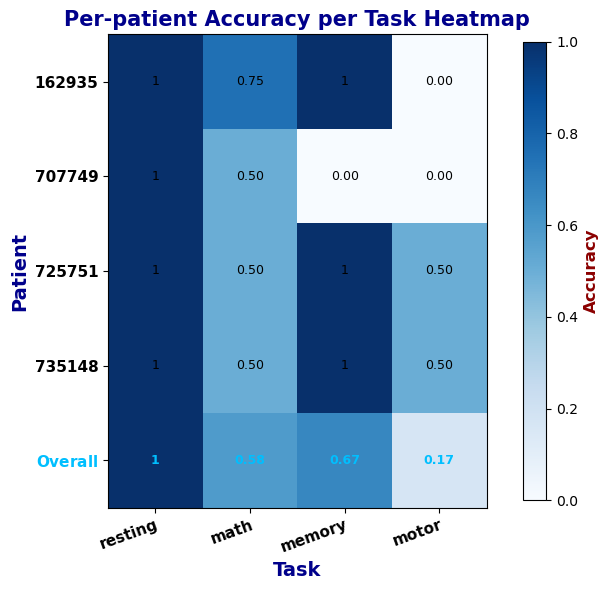 Per-patient Accuracy per Task Heatmap
162935 1 0.75 1 0.00
707749 1 0.50 0.00 0.00
725751 1 0.50 1 0.50
735148 1 0.50 1 0.50
Overall 1 0.67 0.17
resting math memory motor
Task
Patient
1.0
0.8
0.6
0.4
0.2
0.0
Accuracy